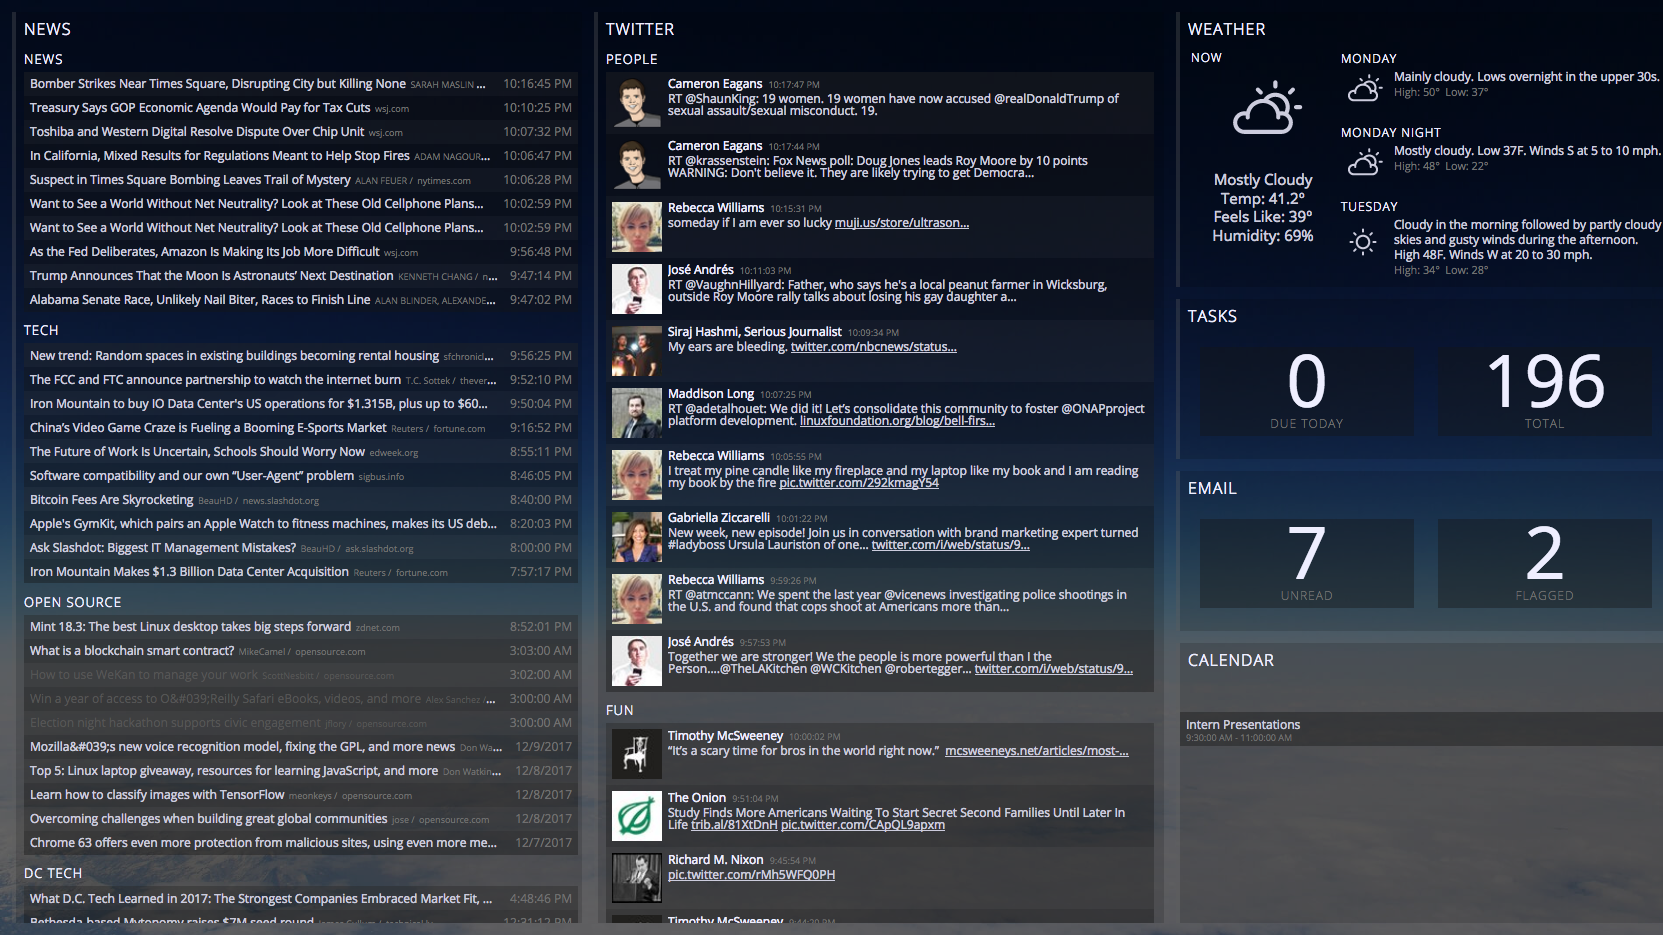 NEWS
NEWS
Bomber Strikes Near Times Square, Disrupting City but Killing None SARAH MASLIN ... 10:16:45 PM
Treasury Says GOP Economic Agenda Would Pay for Tax Cuts wsj.com 10:10:25 PM
Toshiba and Western Digital Resolve Dispute Over Chip Unit wsj.com 10:07:32 PM
In California, Mixed Results for Regulations Meant to Help Stop Fires ADAM NAGOUR... 10:06:47 PM
Suspect in Times Square Bombing Leaves Trail of Mystery ALAN FEUER / nytimes.com 10:06:28 PM
Want to See a World Without Net Neutrality? Look at These Old Cellphone Plans... 10:02:59 PM
Want to See a World Without Net Neutrality? Look at These Old Cellphone Plans... 10:02:59 PM
As the Fed Deliberates, Amazon Is Making Its Job More Difficult wsj.com 9:56:48 PM
Trump Announces That the Moon Is Astronauts' Next Destination KENNETH CHANG / n... 9:47:14 PM
Alabama Senate Race, Unlikely Nail Biter, Races to Finish Line ALAN BLINDER, ALEXANDE... 9:47:02 PM
TECH
New trend: Random spaces in existing buildings becoming rental housing sfchronicl... 9:56:25 PM
The FCC and FTC announce partnership to watch the internet burn T.C. Sottek / thever... 9:52:10 PM
Iron Mountain to buy IO Data Center's US operations for $1.315B, plus up to $60... 9:50:04 PM
China's Video Game Craze is Fueling a Booming E-Sports Market Reuters / fortune.com 9:16:52 PM
The Future of Work Is Uncertain, Schools Should Worry Now edweek.org 8:55:11 PM
Software compatibility and our own “User-Agent” problem sigbus.info 8:46:05 PM
Bitcoin Fees Are Skyrocketing BeauHD / news.slashdot.org 8:40:00 PM
Apple's GymKit, which pairs an Apple Watch to fitness machines, makes its US deb... 8:20:03 PM
Ask Slashdot: Biggest IT Management Mistakes? BeauHD / ask.slashdot.org 8:00:00 PM
Iron Mountain Makes $1.3 Billion Data Center Acquisition Reuters / fortune.com 7:57:17 PM
OPEN SOURCE
Mint 18.3: The best Linux desktop takes big steps forward zdnet.com 8:52:01 PM
What is a blockchain smart contract? MikeCamel / opensource.com 3:03:00 AM
How to use WeKan to manage your work ScottNesbitt / opensource.com 3:02:00 AM
Win a year of access to O&#039;Reilly Safari eBooks, videos, and more Alex Sanchez /... 3:00:00 AM
Election night hackathon supports civic engagement jflory / opensource.com 3:00:00 AM
Mozilla&#039;s new voice recognition model, fixing the GPL, and more news Don Wa... 12/9/2017
Top 5: Linux laptop giveaway, resources for learning JavaScript, and more Don Watkin... 12/8/2017
Learn how to classify images with TensorFlow meonkeys / opensource.com 12/8/2017
Overcoming challenges when building great global communities jose / opensource.com 12/8/2017
Chrome 63 offers even more protection from malicious sites, using even more me... 12/7/2017
DC TECH
What D.C. Tech Learned in 2017: The Strongest Companies Embraced Market Fit, ... 4:48:46 PM
Bethesda-based Mytonomy raises $7M seed round 12:31:12 PM
TWITTER
PEOPLE
Cameron Eagans 10:17:47 PM
RT @ShaunKing: 19 women. 19 women have now accused @realDonaldTrump of
sexual assault/sexual misconduct. 19.
Cameron Eagans 10:17:44 PM
RT @krassenstein: Fox News poll: Doug Jones leads Roy Moore by 10 points
WARNING: Don't believe it. They are likely trying to get Democra...
Rebecca Williams 10:15:31 PM
someday if I am ever so lucky muji.us/store/ultrason...
José Andrés 10:11:03 PM
RT @VaughnHillyard: Father, who says he's a local peanut farmer in Wicksburg,
outside Roy Moore rally talks about losing his gay daughter a...
Siraj Hashmi, Serious Journalist 10:09:34 PM
My ears are bleeding. twitter.com/nbcnews/status...
Maddison Long 10:07:25 PM
RT @adetalhouet: We did it! Let's consolidate this community to foster @ONAPproject
platform development. linuxfoundation.org/blog/bell-firs...
Rebecca Williams 10:05:55 PM
I treat my pine candle like my fireplace and my laptop like my book and I am reading
my book by the fire pic.twitter.com/292kmagY54
Gabriella Ziccarelli 10:01:22 PM
New week, new episode! Join us in conversation with brand marketing expert turned
#ladyboss Ursula Lauriston of one... twitter.com/i/web/status/9...
Rebecca Williams 9:59:26 PM
RT @atmccann: We spent the last year @vicenews investigating police shootings in
the U.S. and found that cops shoot at Americans more than...
José Andrés 9:57:53 PM
Together we are stronger! We the people is more powerful than I the
Person....@TheLAKitchen @WCKitchen @robertegger... twitter.com/i/web/status/9...
FUN
Timothy McSweeney 10:00:02 PM
“It's a scary time for bros in the world right now.” mcsweeneys.net/articles/most-...
The Onion 9:51:04 PM
Study Finds More Americans Waiting To Start Secret Second Families Until Later In
Life trib.al/81XtDnH pic.twitter.com/CApQL9apxm
Richard M. Nixon 9:45:54 PM
pic.twitter.com/rMh5WFQ0PH
Timothy McSweeney 9:44:20 PM
WEATHER
NOW
Mostly Cloudy
Temp: 41.2°
Feels Like: 39°
Humidity: 69%
MONDAY
Mainly cloudy. Lows overnight in the upper 30s.
High: 50° Low: 37°
MONDAY NIGHT
Mostly cloudy. Low 37F. Winds S at 5 to 10 mph.
High: 48° Low: 22°
TUESDAY
Cloudy in the morning followed by partly cloudy
skies and gusty winds during the afternoon.
High 48F. Winds W at 20 to 30 mph.
High: 34° Low: 28°
TASKS
0 196
DUE TODAY TOTAL
EMAIL
7 2
UNREAD FLAGGED
CALENDAR
Intern Presentations
9:30:00 AM - 11:00:00 AM